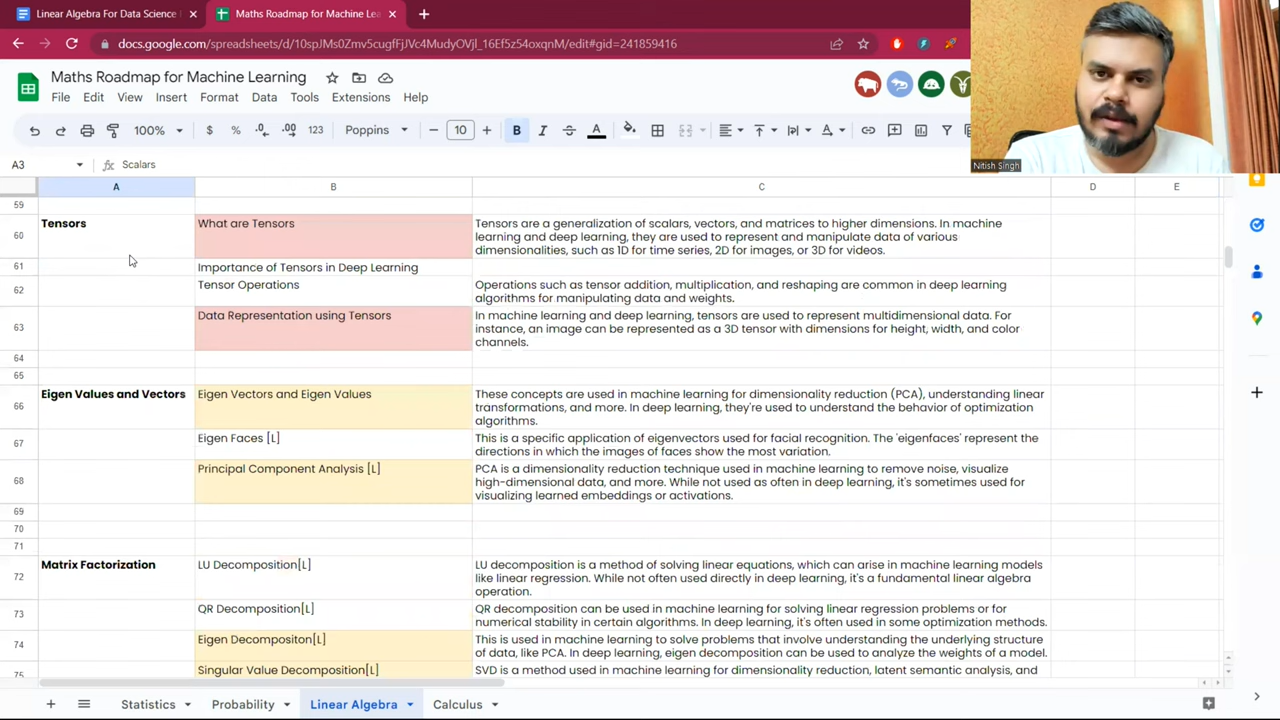 Linear Algebra For Data Science
Maths Roadmap for Machine Lea
docs.google.com/spreadsheets/d/10spJMs0Zmv5cugfFjJVc4MudyOVjl_16Ef5z54oxqnM/edit#gid=241859416
Maths Roadmap for Machine Learning
File Edit View Insert Format Data Tools Extensions Help
100% $ % .0 .00 123 Poppins 10 B I A
A3 fx Scalars
Nitish Singh
A B C D E
59
60 Tensors What are Tensors Tensors are a generalization of scalars, vectors, and matrices to higher dimensions. In machine
learning and deep learning, they are used to represent and manipulate data of various
dimensionalities, such as 1D for time series, 2D for images, or 3D for videos.
61 Importance of Tensors in Deep Learning
62 Tensor Operations Operations such as tensor addition, multiplication, and reshaping are common in deep learning
algorithms for manipulating data and weights.
63 Data Representation using Tensors In machine learning and deep learning, tensors are used to represent multidimensional data. For
instance, an image can be represented as a 3D tensor with dimensions for height, width, and color
channels.
64
65
66 Eigen Values and Vectors Eigen Vectors and Eigen Values These concepts are used in machine learning for dimensionality reduction (PCA), understanding linear
transformations, and more. In deep learning, they're used to understand the behavior of optimization
algorithms.
67 Eigen Faces [L] This is a specific application of eigenvectors used for facial recognition. The 'eigenfaces' represent the
directions in which the images of faces show the most variation.
68 Principal Component Analysis [L] PCA is a dimensionality reduction technique used in machine learning to remove noise, visualize
high-dimensional data, and more. While not used as often in deep learning, it's sometimes used for
visualizing learned embeddings or activations.
69
70
71
72 Matrix Factorization LU Decomposition[L] LU decomposition is a method of solving linear equations, which can arise in machine learning models
like linear regression. While not often used directly in deep learning, it's a fundamental linear algebra
operation.
73 QR Decomposition[L] QR decomposition can be used in machine learning for solving linear regression problems or for
numerical stability in certain algorithms. In deep learning, it's often used in some optimization methods.
74 Eigen Decompositon[L] This is used in machine learning to solve problems that involve understanding the underlying structure
of data, like PCA. In deep learning, eigen decomposition can be used to analyze the weights of a model.
75 Singular Value Decomposition[L] SVD is a method used in machine learning for dimensionality reduction, latent semantic analysis, and
Statistics Probability Linear Algebra Calculus